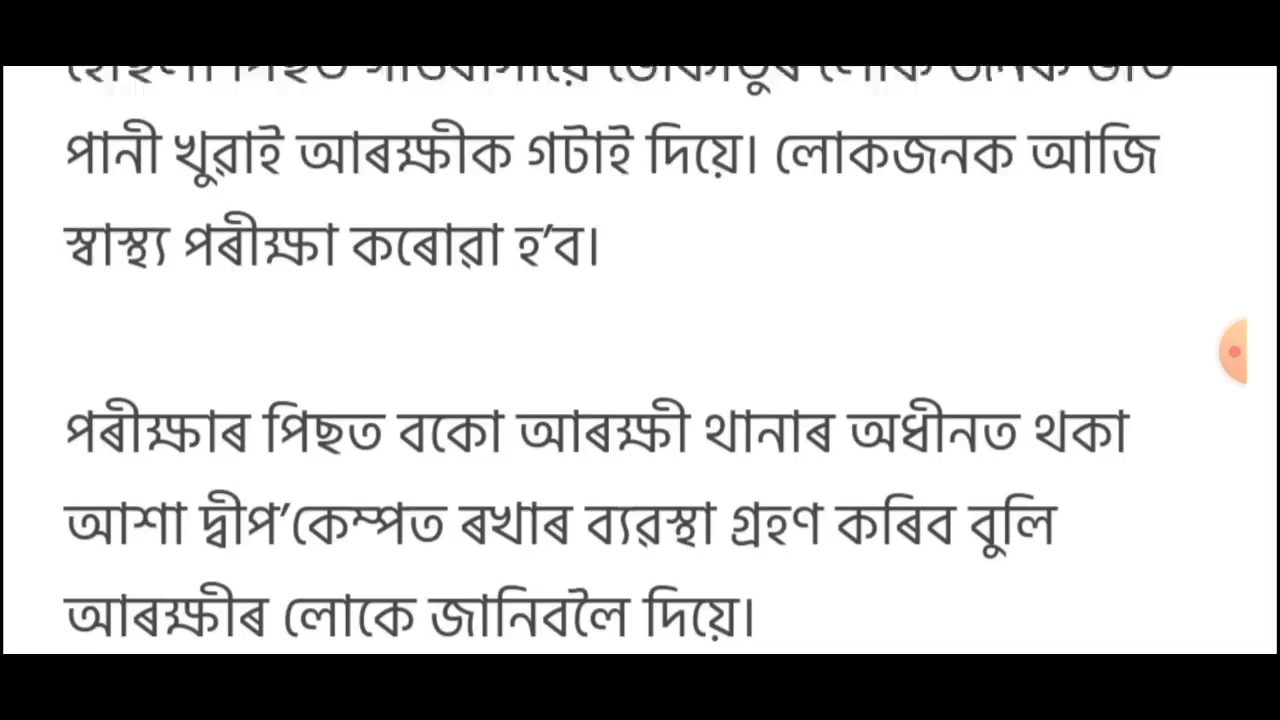 পানী খুৱাই আৰক্ষীক গটাই দিয়ে। লোকজনক আজি
স্বাস্থ্য পৰীক্ষা কৰোৱা হ’ব।
পৰীক্ষাৰ পিছত বকো আৰক্ষী থানাৰ অধীনত থকা
আশা দ্বীপ’কেম্পত ৰখাৰ ব্যৱস্থা গ্ৰহণ কৰিব বুলি
আৰক্ষীৰ লোকে জানিবলৈ দিয়ে।